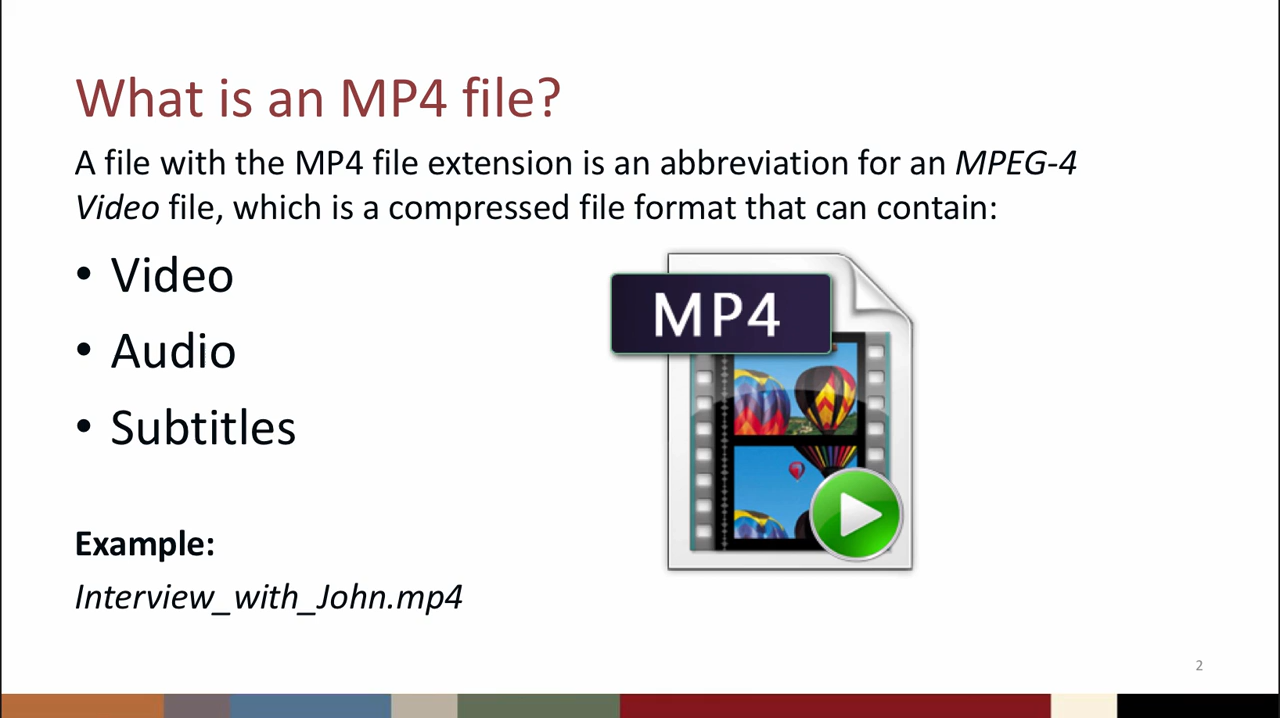 What is an MP4 file?
A file with the MP4 file extension is an abbreviation for an MPEG-4
Video file, which is a compressed file format that can contain:
• Video
• Audio
• Subtitles
MP4
Example:
Interview_with_John.mp4
2